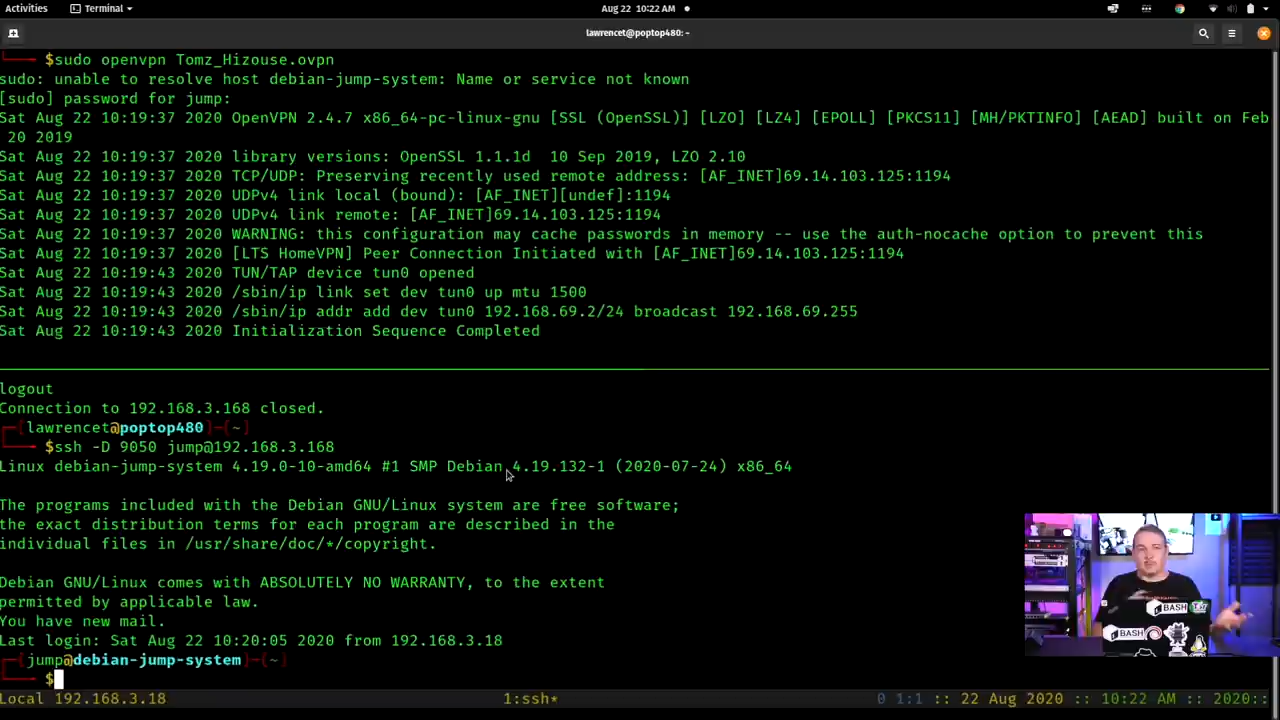 Activities Terminal Aug 22 10:22 AM
lawrencet@poptop480: ~
$sudo openvpn Tomz_Hizouse.ovpn
sudo: unable to resolve host debian-jump-system: Name or service not known
[sudo] password for jump:
Sat Aug 22 10:19:37 2020 OpenVPN 2.4.7 x86_64-pc-linux-gnu [SSL (OpenSSL)] [LZO] [LZ4] [EPOLL] [PKCS11] [MH/PKTINFO] [AEAD] built on Feb
20 2019
Sat Aug 22 10:19:37 2020 library versions: OpenSSL 1.1.1d  10 Sep 2019, LZO 2.10
Sat Aug 22 10:19:37 2020 TCP/UDP: Preserving recently used remote address: [AF_INET]69.14.103.125:1194
Sat Aug 22 10:19:37 2020 UDPv4 link local (bound): [AF_INET][undef]:1194
Sat Aug 22 10:19:37 2020 UDPv4 link remote: [AF_INET]69.14.103.125:1194
Sat Aug 22 10:19:37 2020 WARNING: this configuration may cache passwords in memory -- use the auth-nocache option to prevent this
Sat Aug 22 10:19:37 2020 [LTS HomeVPN] Peer Connection Initiated with [AF_INET]69.14.103.125:1194
Sat Aug 22 10:19:43 2020 TUN/TAP device tun0 opened
Sat Aug 22 10:19:43 2020 /sbin/ip link set dev tun0 up mtu 1500
Sat Aug 22 10:19:43 2020 /sbin/ip addr add dev tun0 192.168.69.2/24 broadcast 192.168.69.255
Sat Aug 22 10:19:43 2020 Initialization Sequence Completed
logout
Connection to 192.168.3.168 closed.
[lawrencet@poptop480]-[~]
$ssh -D 9050 jump@192.168.3.168
Linux debian-jump-system 4.19.0-10-amd64 #1 SMP Debian 4.19.132-1 (2020-07-24) x86_64
The programs included with the Debian GNU/Linux system are free software;
the exact distribution terms for each program are described in the
individual files in /usr/share/doc/*/copyright.
Debian GNU/Linux comes with ABSOLUTELY NO WARRANTY, to the extent
permitted by applicable law.
You have new mail.
Last login: Sat Aug 22 10:20:05 2020 from 192.168.3.18
[jump@debian-jump-system]-[~]
$
BASH
BASH
Local 192.168.3.18 1:ssh* 0 1:1 :: 22 Aug 2020 :: 10:22 AM :: 2020::